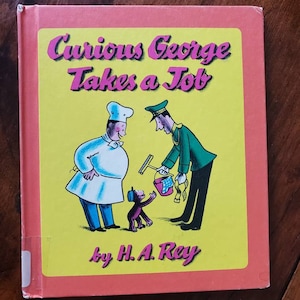 Curious George
Takes a Job
by H. A. Rey